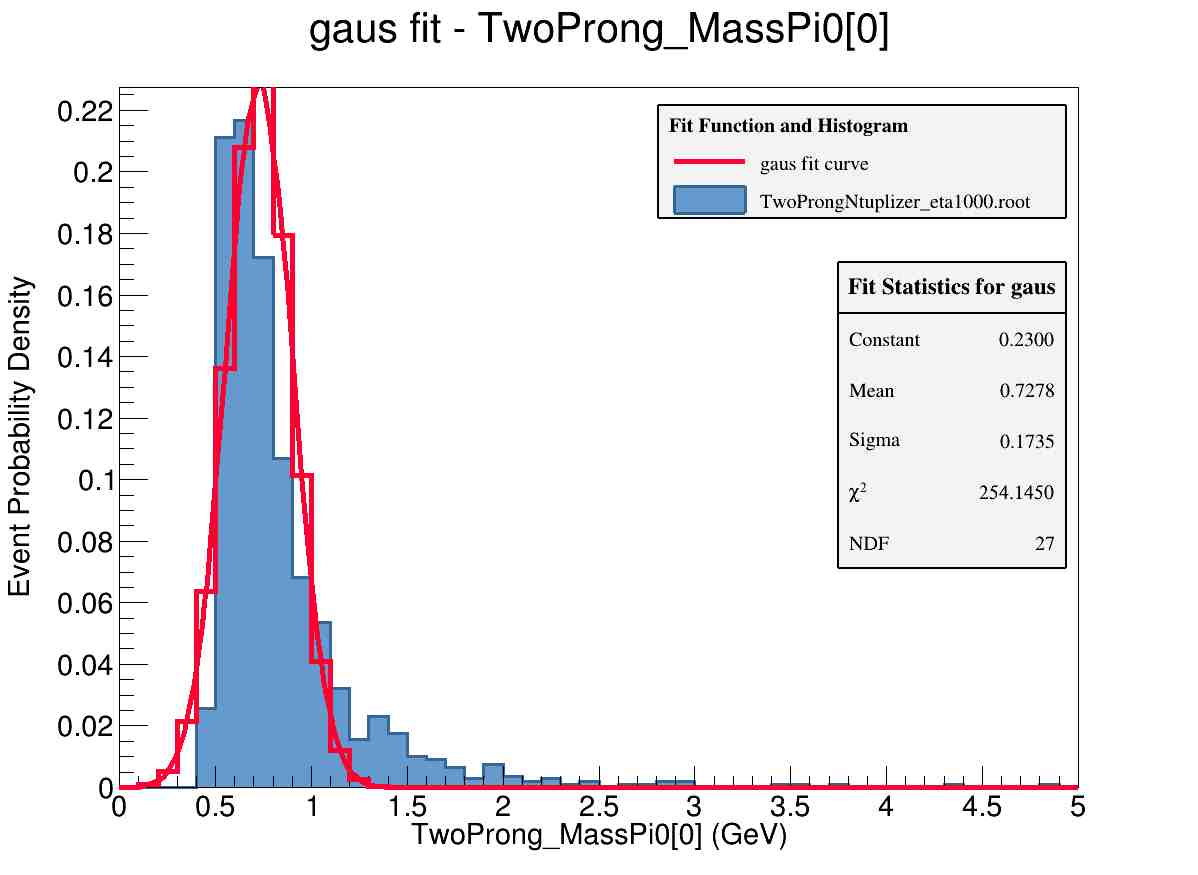 gaus fit - TwoProng_MassPi0[0]
Fit Function and Histogram
gaus fit curve
TwoProngNtuplizer_eta1000.root
Fit Statistics for gaus
Constant 0.2300
Mean 0.7278
Sigma 0.1735
χ2 254.1450
NDF 27
Event Probability Density
0.22
0.2
0.18
0.16
0.14
0.12
0.1
0.08
0.06
0.04
0.02
0
0 0.5 1 1.5 2 2.5 3 3.5 4 4.5 5
TwoProng_MassPi0[0] (GeV)